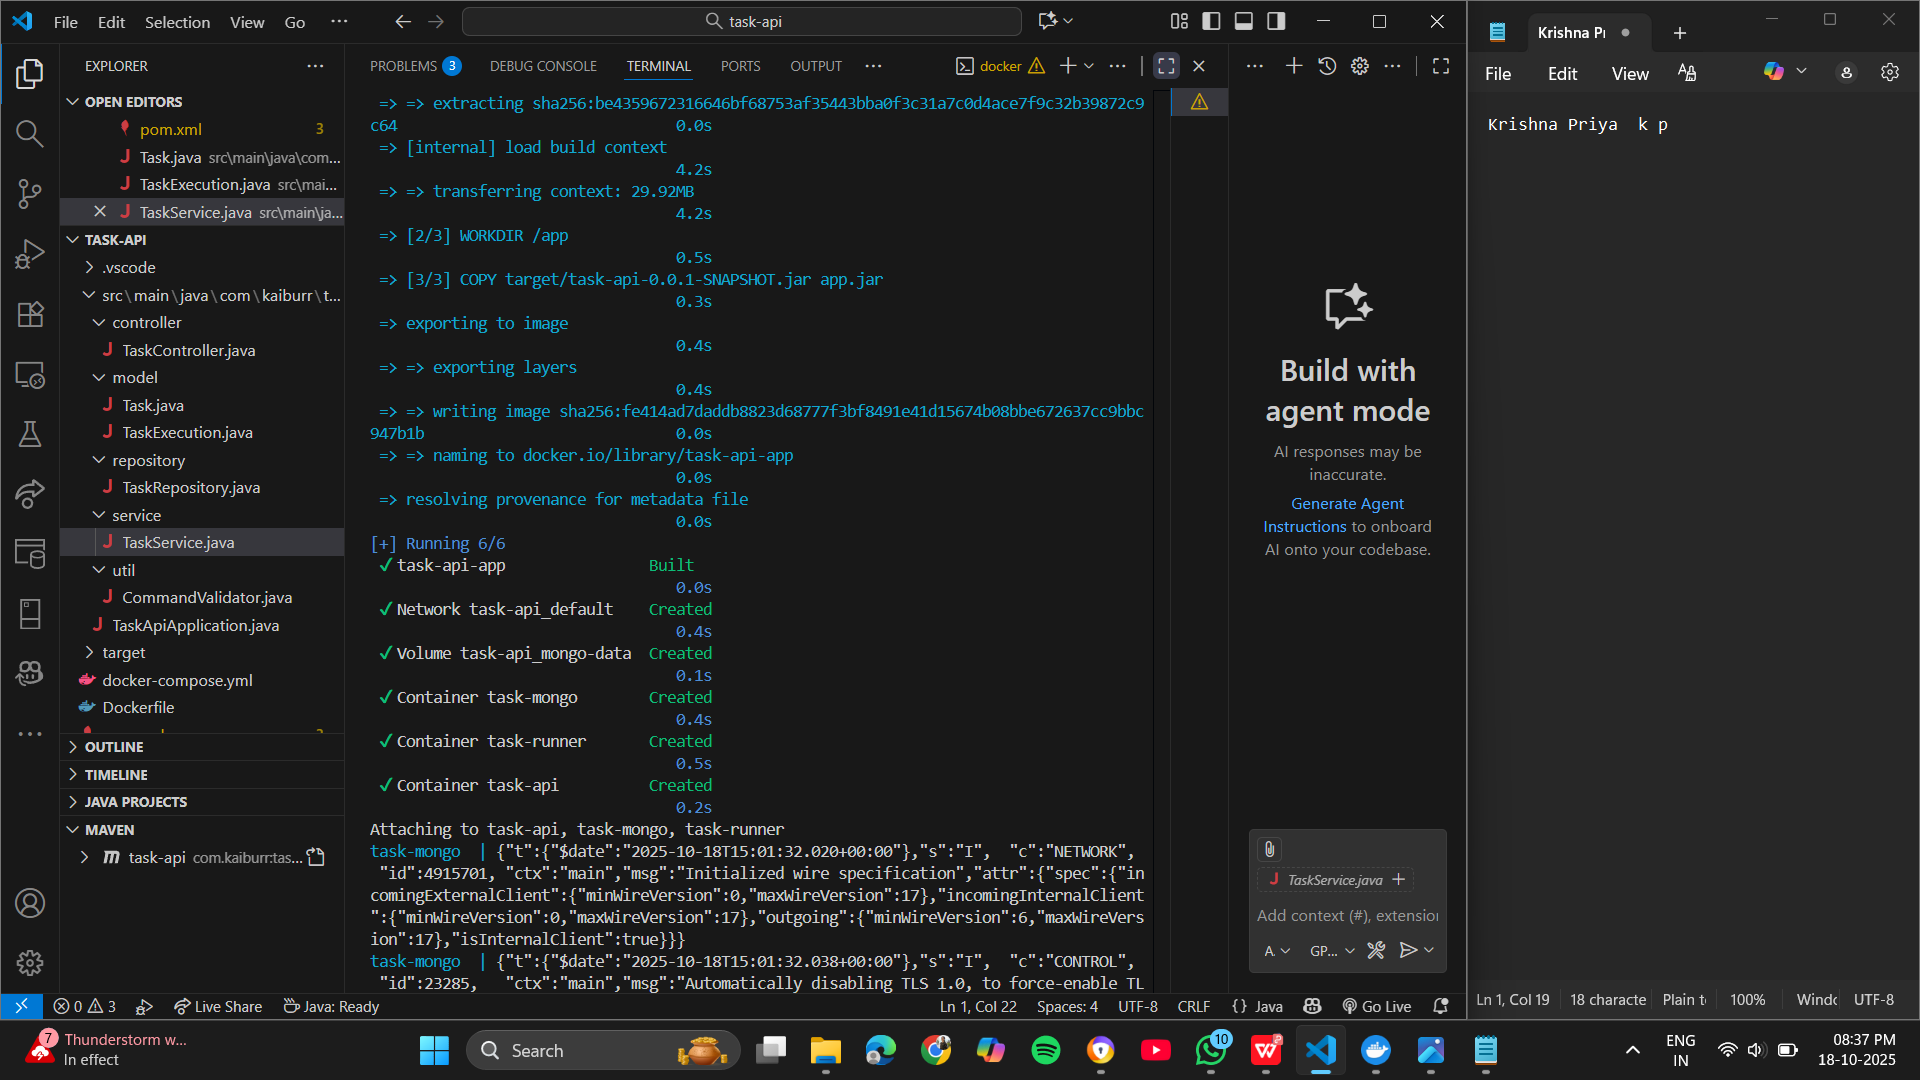 File Edit Selection View Go ···
task-api
EXPLORER
OPEN EDITORS
pom.xml 3
Task.java src\main\java\com...
TaskExecution.java src\mai...
TaskService.java src\main\ja...
TASK-API
.vscode
src\main\java\com\kaiburr\t...
controller
TaskController.java
model
Task.java
TaskExecution.java
repository
TaskRepository.java
service
TaskService.java
util
CommandValidator.java
TaskApiApplication.java
target
docker-compose.yml
Dockerfile
OUTLINE
TIMELINE
JAVA PROJECTS
MAVEN
task-api com.kaiburr:tas...
PROBLEMS 3 DEBUG CONSOLE TERMINAL PORTS OUTPUT ··· docker
=> => extracting sha256:be4359672316646bf68753af35443bba0f3c31a7c0d4ace7f9c32b39872c9
c64 0.0s
=> [internal] load build context
4.2s
=> => transferring context: 29.92MB
4.2s
=> [2/3] WORKDIR /app
0.5s
=> [3/3] COPY target/task-api-0.0.1-SNAPSHOT.jar app.jar
0.3s
=> exporting to image
0.4s
=> => exporting layers
0.4s
=> => writing image sha256:fe414ad7daddb8823d68777f3bf8491e41d15674b08bbe672637cc9bbc
947b1b 0.0s
=> => naming to docker.io/library/task-api-app
0.0s
=> resolving provenance for metadata file
0.0s
[+] Running 6/6
✓task-api-app Built
0.0s
✓Network task-api_default Created
0.4s
✓Volume task-api_mongo-data Created
0.1s
✓Container task-mongo Created
0.4s
✓Container task-runner Created
0.5s
✓Container task-api Created
0.2s
Attaching to task-api, task-mongo, task-runner
task-mongo | {"t":{"$date":"2025-10-18T15:01:32.020+00:00"},"s":"I", "c":"NETWORK",
"id":4915701, "ctx":"main","msg":"Initialized wire specification","attr":{"spec":{"in
comingExternalClient":{"minWireVersion":0,"maxWireVersion":17},"incomingInternalClient
":{"minWireVersion":0,"maxWireVersion":17},"outgoing":{"minWireVersion":6,"maxWireVers
ion":17},"isInternalClient":true}}}
task-mongo | {"t":{"$date":"2025-10-18T15:01:32.038+00:00"},"s":"I", "c":"CONTROL",
"id":23285, "ctx":"main","msg":"Automatically disabling TLS 1.0, to force-enable TL
Build with
agent mode
AI responses may be
inaccurate.
Generate Agent
Instructions to onboard
AI onto your codebase.
TaskService.java
Add context (#), extension
A. GP...
0 3 Live Share Java: Ready Ln 1, Col 22 Spaces: 4 UTF-8 CRLF {} Java Go Live
Krishna Pr
File Edit View
Krishna Priya k p
Ln 1, Col 19 18 characte Plain t 100% Windo UTF-8
7 Thunderstorm w...
In effect
Search
10
ENG
IN
08:37 PM
18-10-2025